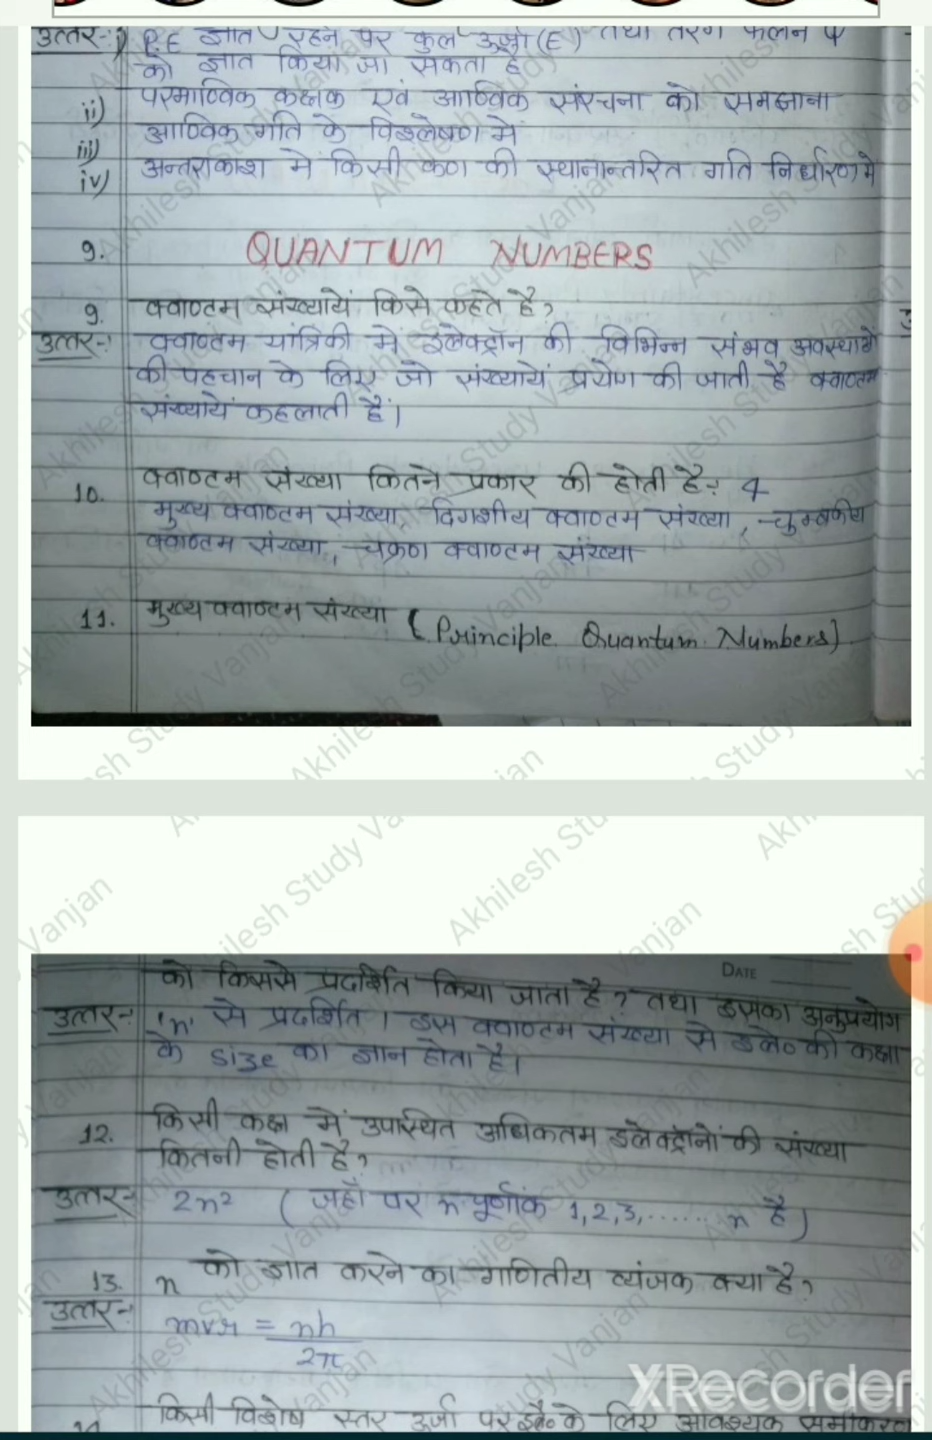 उत्तर:- i) P.E ज्ञात रहने पर कुल ऊर्जा (E) तथा तरंग फलन ψ
को ज्ञात किया जा सकता है
ii) परमाण्विक कक्षक एवं आण्विक संरचना को समझाना
iii) आण्विक गति के विश्लेषण में
iv) अन्तराकाश में किसी कण की स्थानान्तरित गति निर्धारण मे
9. QUANTUM NUMBERS
9. क्वाण्टम संख्यायें किसे कहते है?
उत्तर:- क्वाण्टम यांत्रिकी में इलेक्ट्रॉन की विभिन्न संभव अवस्थाओ
की पहचान के लिए जो संख्यायें प्रयोग की जाती है क्वाण्टम
संख्यायें कहलाती हैं।
10. क्वाण्टम संख्या कितने प्रकार की होती है:- 4
मुख्य क्वाण्टम संख्या, दिगंशीय क्वाण्टम संख्या, चुम्बकीय
क्वाण्टम संख्या, चक्रण क्वाण्टम संख्या
11. मुख्य क्वाण्टम संख्या (Principle Quantum Numbers)
DATE
को किससे प्रदर्शित किया जाता है? तथा इसका अनुप्रयोग
उत्तर:- 'n' से प्रदर्शित। इस क्वाण्टम संख्या से इले० की कक्षा
के size का ज्ञान होता है।
12. किसी कक्ष में उपस्थित अधिकतम इलेक्ट्रॉनों की संख्या
कितनी होती है?
उत्तर:- 2n² (जहाँ पर n पूर्णांक 1,2,3,...... n है)
13. n को ज्ञात करने का गणितीय व्यंजक क्या है?
उत्तर:- mvr = nh
2π
किसी विशेष स्तर उर्जा पर इले० के लिए आवश्यक समीकरण
XRecorder
Akhilesh Study Vanjan